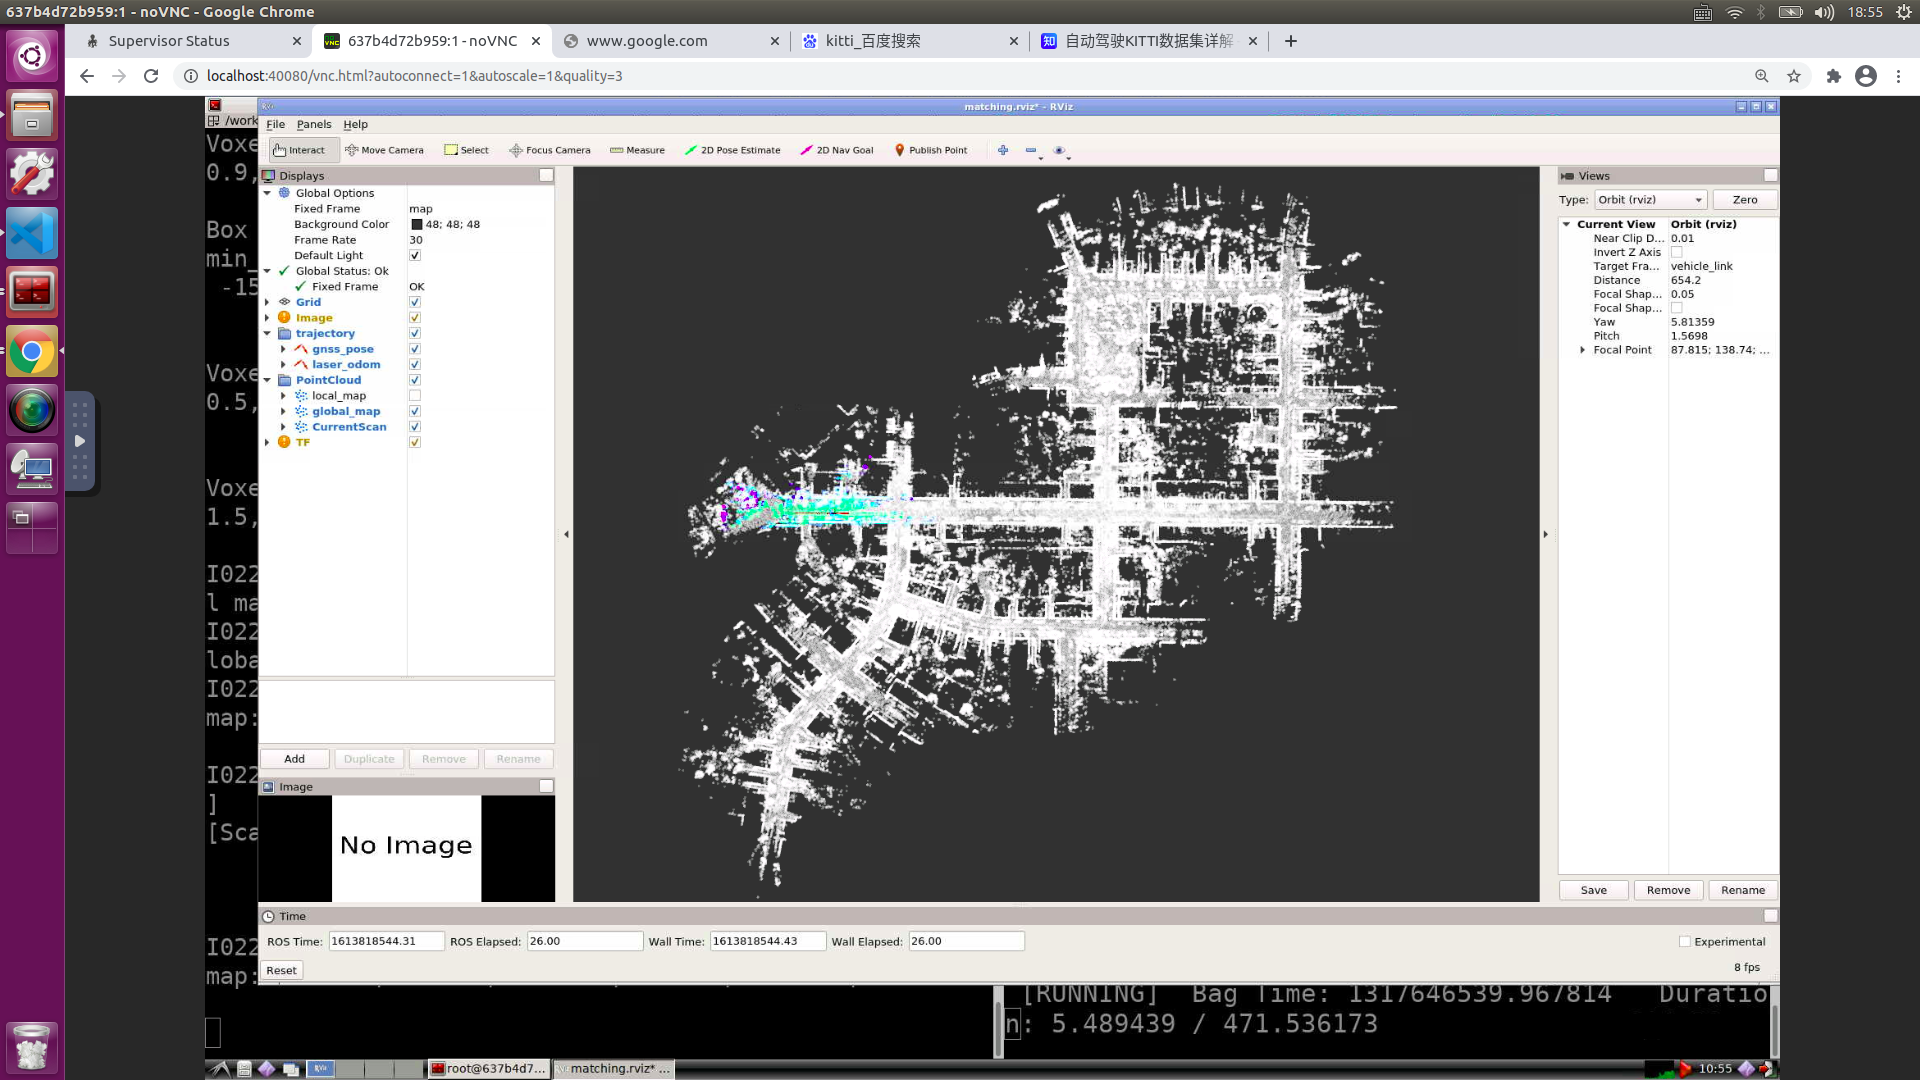 637b4d72b959:1 - noVNC - Google Chrome
18:55
Supervisor Status
637b4d72b959:1 - noVNC
www.google.com
kitti_百度搜索
自动驾驶KITTI数据集详解
localhost:40080/vnc.html?autoconnect=1&autoscale=1&quality=3
/work
matching.rviz* - RViz
File Panels Help
Interact Move Camera Select Focus Camera Measure 2D Pose Estimate 2D Nav Goal Publish Point
Displays
Global Options
Fixed Frame map
Background Color 48; 48; 48
Frame Rate 30
Default Light
Global Status: Ok
Fixed Frame OK
Grid
Image
trajectory
gnss_pose
laser_odom
PointCloud
local_map
global_map
CurrentScan
TF
Add Duplicate Remove Rename
Image
No Image
Views
Type: Orbit (rviz) Zero
Current View Orbit (rviz)
Near Clip D... 0.01
Invert Z Axis
Target Fra... vehicle_link
Distance 654.2
Focal Shap... 0.05
Focal Shap...
Yaw 5.81359
Pitch 1.5698
Focal Point 87.815; 138.74; ...
Save Remove Rename
Voxe
0.9,
Box
min_
-15
Voxe
0.5,
Voxe
1.5,
I022
l ma
I022
loba
I022
map:
I022
]
[Sca
I022
map:
Time
ROS Time: 1613818544.31 ROS Elapsed: 26.00 Wall Time: 1613818544.43 Wall Elapsed: 26.00 Experimental
Reset 8 fps
[RUNNING] Bag Time: 1317646539.967814 Duratio
n: 5.489439 / 471.536173
root@637b4d7... matching.rviz* ... 10:55